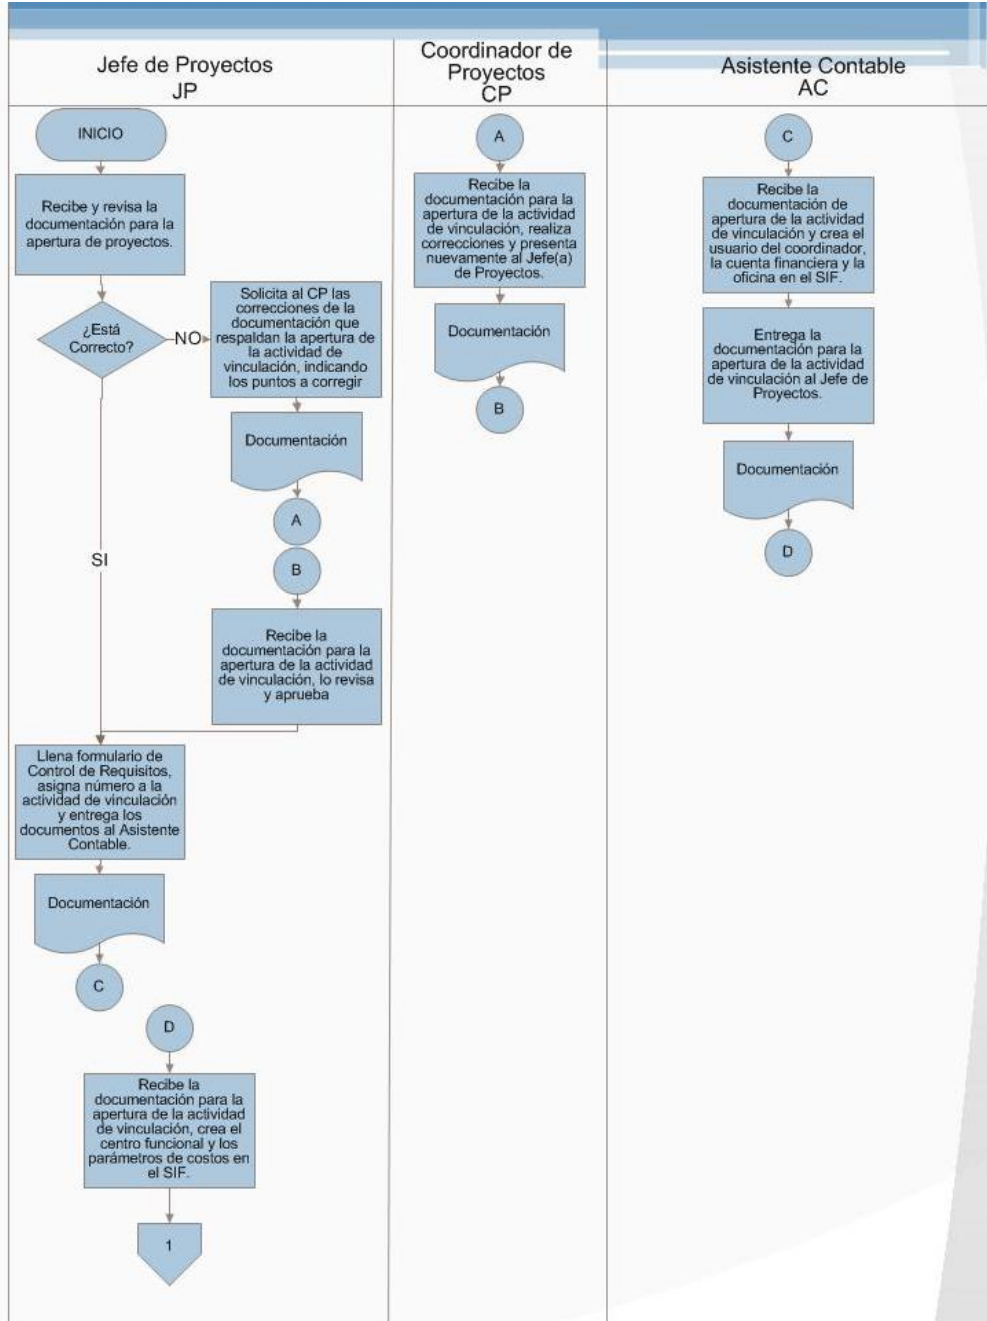 Jefe de Proyectos
JP
Coordinador de
Proyectos
CP
Asistente Contable
AC
INICIO
Recibe y revisa la
documentación para la
apertura de proyectos.
¿Está
Correcto?
NO
Solicita al CP las
correcciones de la
documentación que
respaldan la apertura de
la actividad de
vinculación, indicando
los puntos a corregir
Documentación
A
B
Recibe la
documentación para la
apertura de la actividad
de vinculación, lo revisa
y aprueba
SI
Llena formulario de
Control de Requisitos,
asigna número a la
actividad de vinculación
y entrega los
documentos al Asistente
Contable.
Documentación
C
D
Recibe la
documentación para la
apertura de la actividad
de vinculación, crea el
centro funcional y los
parámetros de costos en
el SIF.
1
A
Recibe la
documentación para la
apertura de la actividad
de vinculación, realiza
correcciones y presenta
nuevamente al Jefe(a)
de Proyectos.
Documentación
B
C
Recibe la
documentación de
apertura de la actividad
de vinculación y crea el
usuario del coordinador,
la cuenta financiera y la
oficina en el SIF.
Entrega la
documentación para la
apertura de la actividad
de vinculación al Jefe de
Proyectos.
Documentación
D